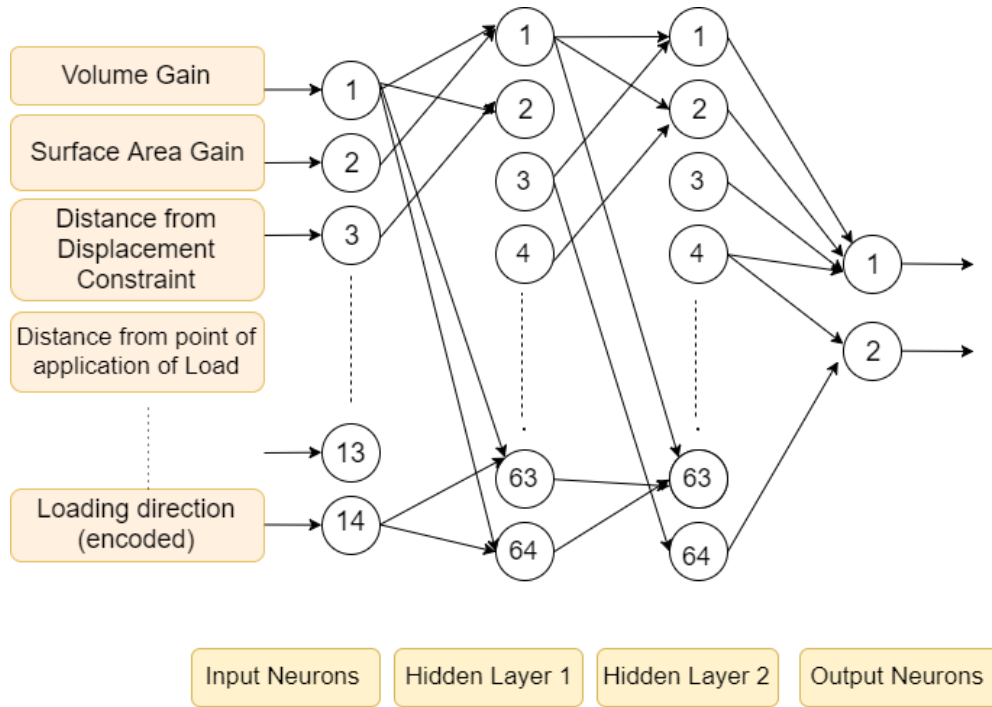 Volume Gain
Surface Area Gain
Distance from
Displacement
Constraint
Distance from point of
application of Load
Loading direction
(encoded)
1
2
3
13
14
1
2
3
4
63
64
1
2
3
4
63
64
1
2
Input Neurons
Hidden Layer 1
Hidden Layer 2
Output Neurons